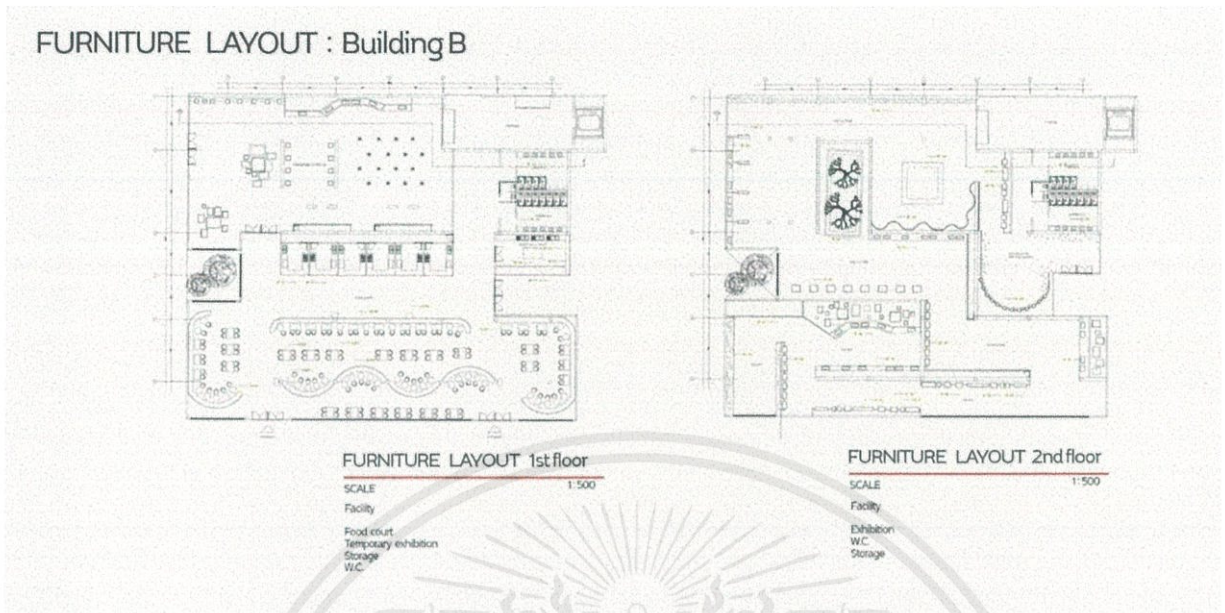 FURNITURE LAYOUT : Building B
FURNITURE LAYOUT 1st floor
SCALE 1:500
Facility
Food court
Temporary exhibition
Storage
W.C.
FURNITURE LAYOUT 2nd floor
SCALE 1:500
Facility
Exhibition
W.C.
Storage